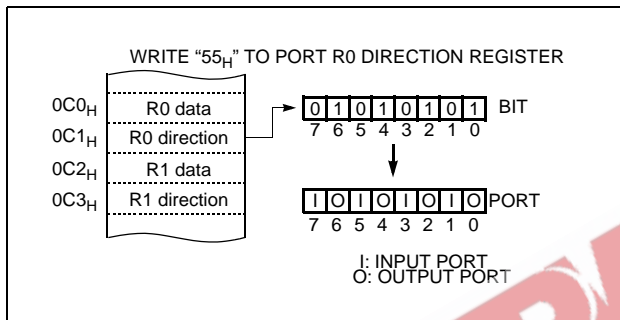 WRITE “55H” TO PORT R0 DIRECTION REGISTER
0C0H R0 data
0C1H R0 direction
0C2H R1 data
0C3H R1 direction
0 1 0 1 0 1 0 1 BIT
7 6 5 4 3 2 1 0
I O I O I O I O PORT
7 6 5 4 3 2 1 0
I: INPUT PORT
O: OUTPUT PORT